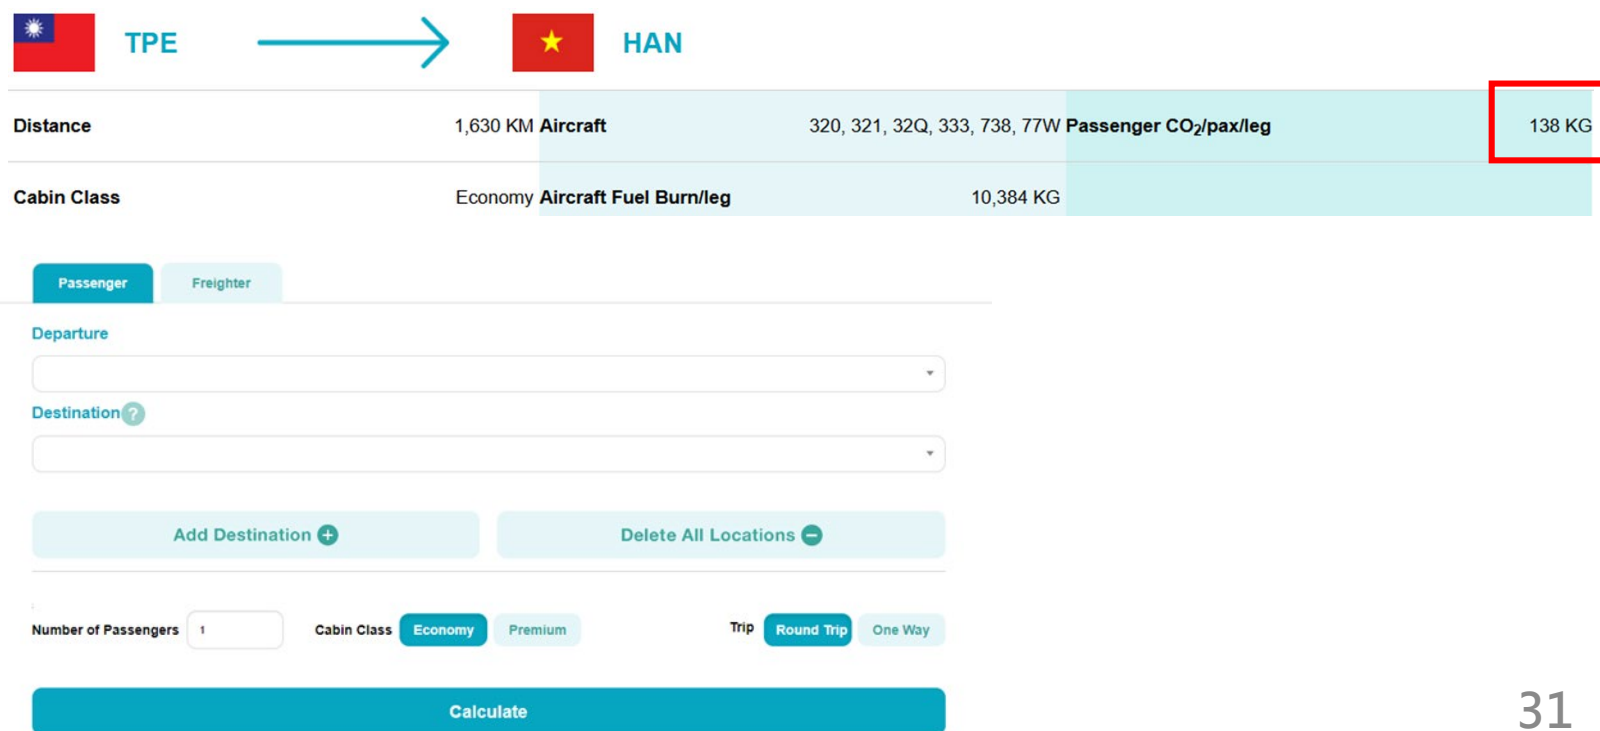 TPE HAN
Distance 1,630 KM Aircraft 320, 321, 32Q, 333, 738, 77W Passenger CO₂/pax/leg 138 KG
Cabin Class Economy Aircraft Fuel Burn/leg 10,384 KG
Passenger Freighter
Departure
Destination ?
Add Destination + Delete All Locations −
Number of Passengers 1 Cabin Class Economy Premium Trip Round Trip One Way
Calculate
31